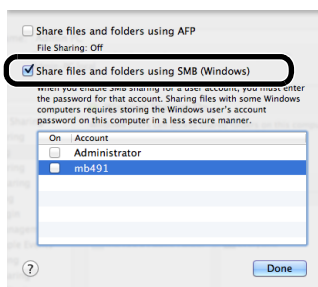 Share files and folders using AFP
File Sharing: Off
Share files and folders using SMB (Windows)
When you enable SMB sharing for a user account, you must enter
the password for that account. Sharing files with some Windows
computers requires storing the Windows user's account
password on this computer in a less secure manner.
On Account
Administrator
mb491
?
Done